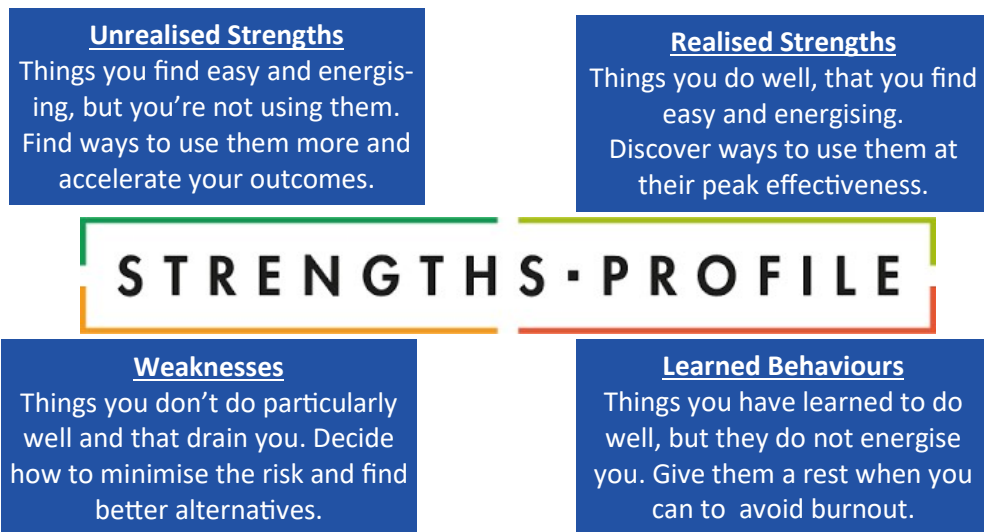 Unrealised Strengths
Things you find easy and energis-
ing, but you're not using them.
Find ways to use them more and
accelerate your outcomes.
Realised Strengths
Things you do well, that you find
easy and energising.
Discover ways to use them at
their peak effectiveness.
STRENGTHS·PROFILE
Weaknesses
Things you don't do particularly
well and that drain you. Decide
how to minimise the risk and find
better alternatives.
Learned Behaviours
Things you have learned to do
well, but they do not energise
you. Give them a rest when you
can to  avoid burnout.